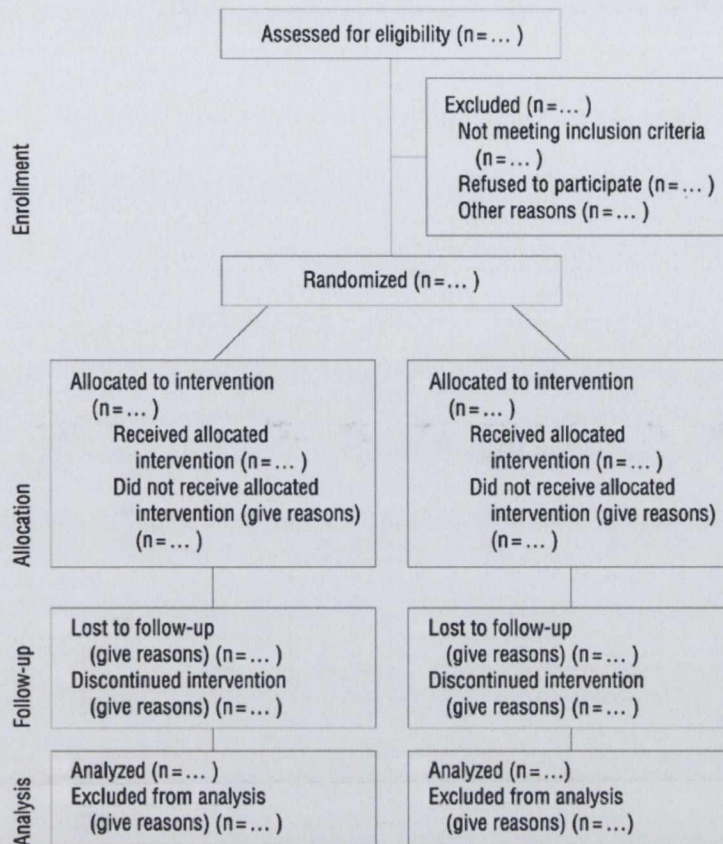 Assessed for eligibility (n=... )
Enrollment
Excluded (n=... )
Not meeting inclusion criteria
(n=... )
Refused to participate (n=... )
Other reasons (n=... )
Randomized (n=... )
Allocation
Allocated to intervention
(n=... )
Received allocated
intervention (n=... )
Did not receive allocated
intervention (give reasons)
(n=... )
Allocated to intervention
(n=... )
Received allocated
intervention (n=... )
Did not receive allocated
intervention (give reasons)
(n=... )
Follow-up
Lost to follow-up
(give reasons) (n=... )
Discontinued intervention
(give reasons) (n=... )
Lost to follow-up
(give reasons) (n=... )
Discontinued intervention
(give reasons) (n=... )
Analysis
Analyzed (n=... )
Excluded from analysis
(give reasons) (n=... )
Analyzed (n=...)
Excluded from analysis
(give reasons) (n=...)